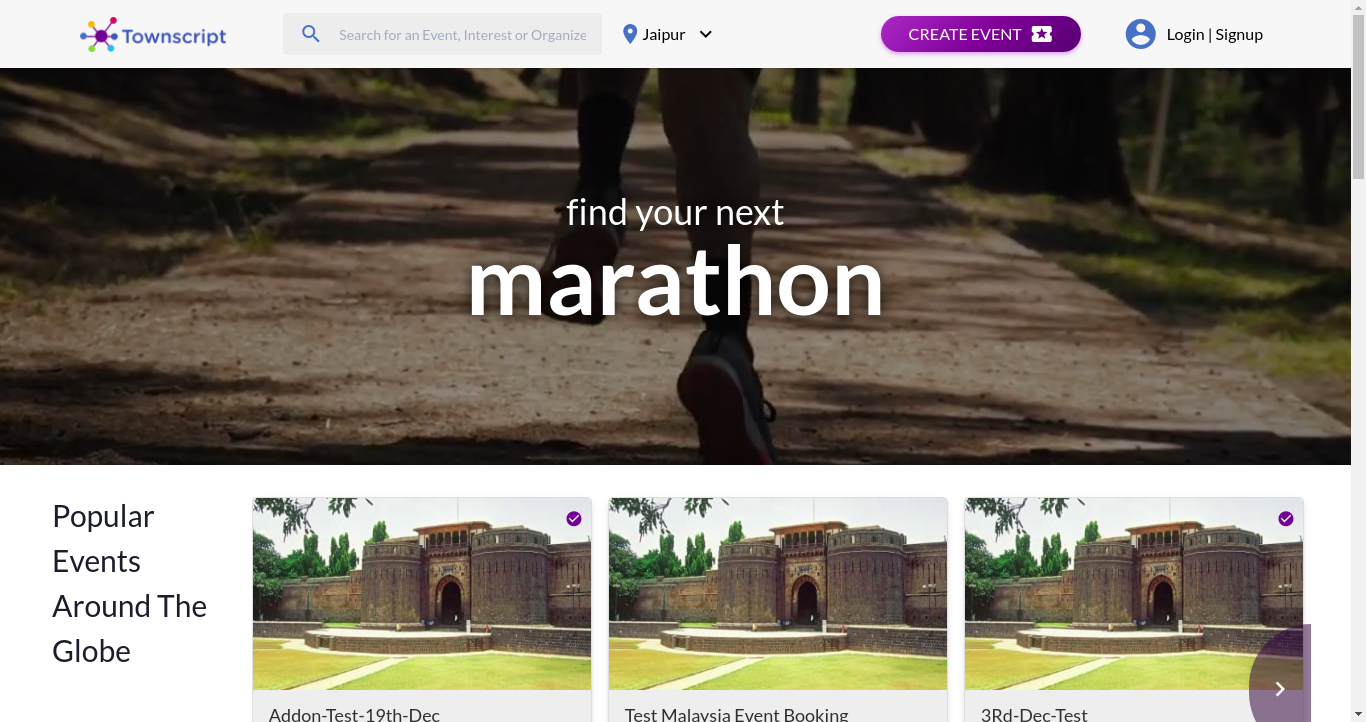 Townscript
Search for an Event, Interest or Organize
Jaipur
CREATE EVENT
Login | Signup
find your next
marathon
Popular
Events
Around The
Globe
Addon-Test-19th-Dec
Test Malaysia Event Booking
3Rd-Dec-Test